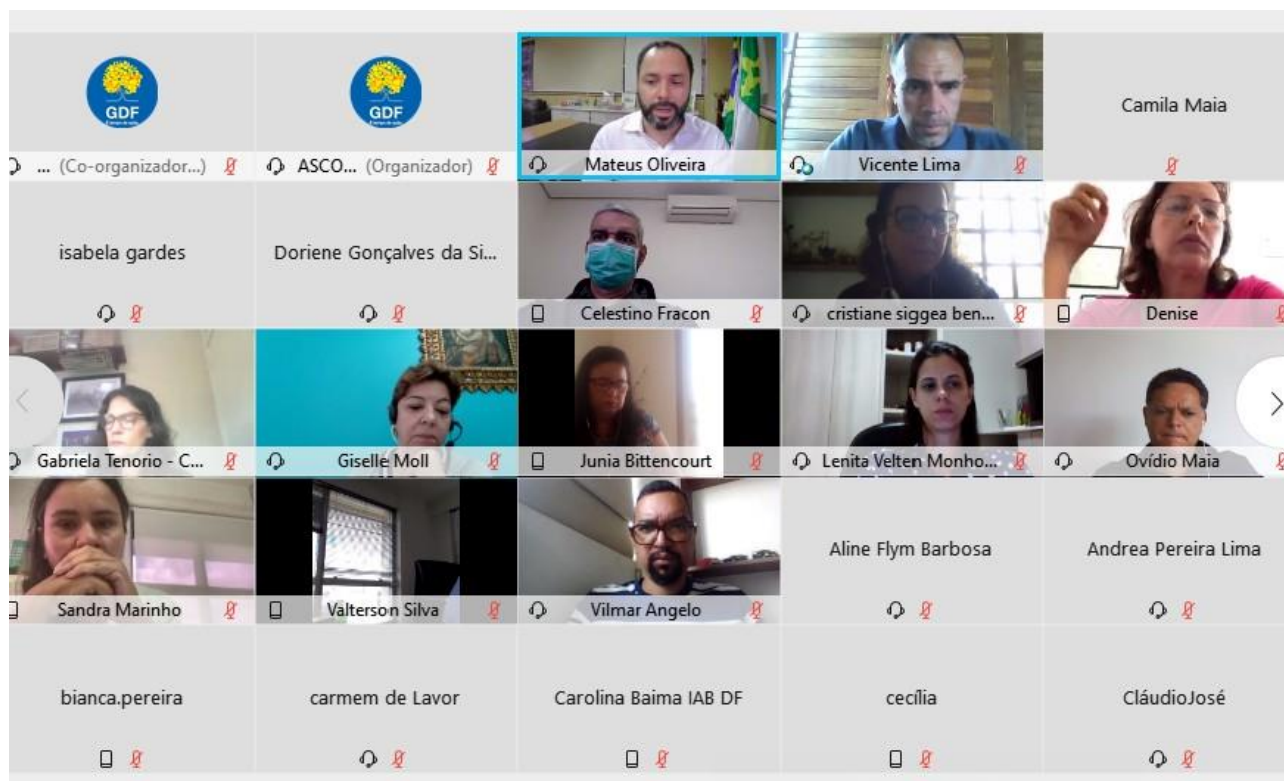 GDF
GDF
... (Co-organizador...)
ASCO... (Organizador)
Mateus Oliveira
Vicente Lima
Camila Maia
isabela gardes
Doriene Gonçalves da Si...
Celestino Fracon
cristiane siggea ben...
Denise
Gabriela Tenorio - C...
Giselle Moll
Junia Bittencourt
Lenita Velten Monho...
Ovídio Maia
Sandra Marinho
Valterson Silva
Vilmar Angelo
Aline Flym Barbosa
Andrea Pereira Lima
bianca.pereira
carmem de Lavor
Carolina Baima IAB DF
cecília
CláudioJosé